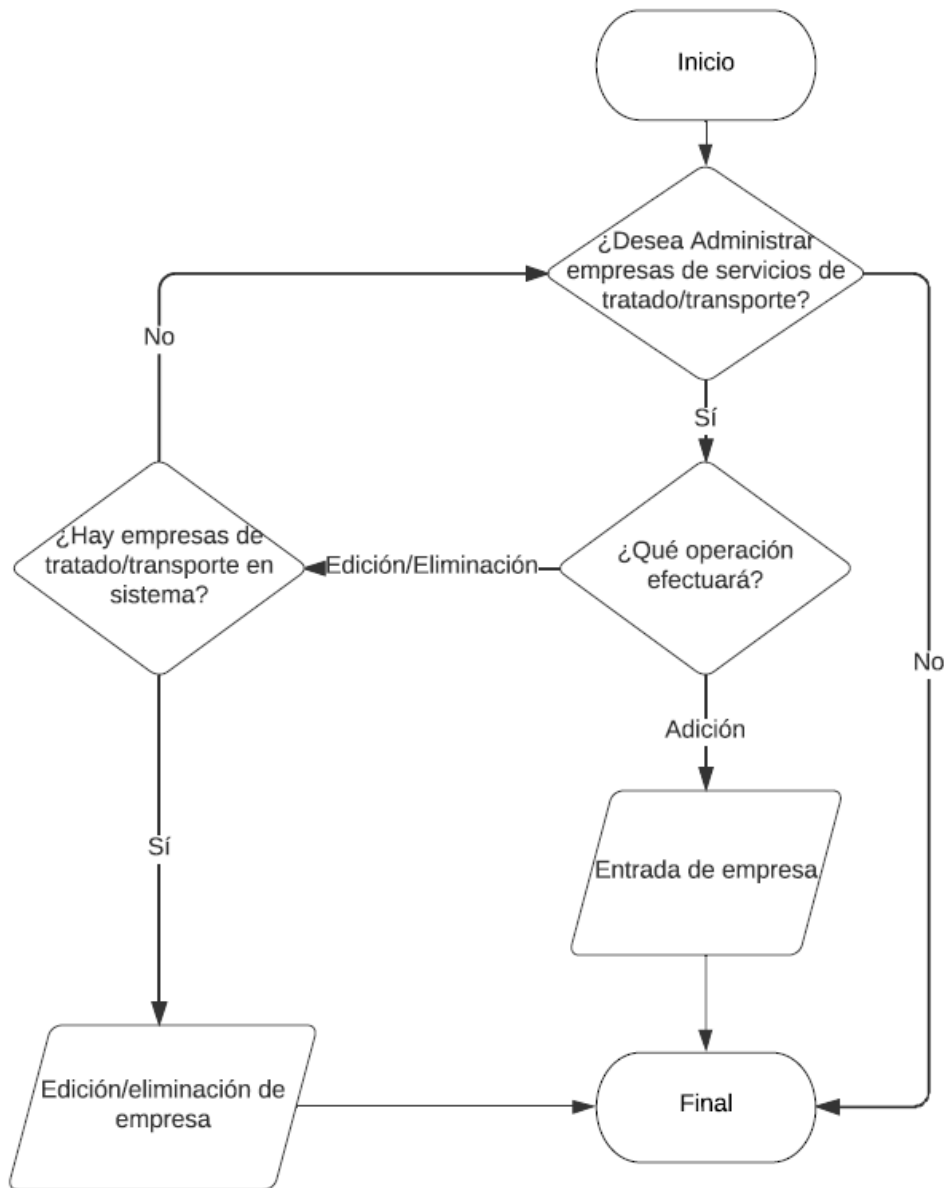 Inicio
¿Desea Administrar
empresas de servicios de
tratado/transporte?
No
Sí
¿Hay empresas de
tratado/transporte en
sistema?
Edición/Eliminación
¿Qué operación
efectuará?
No
Adición
Sí
Entrada de empresa
Edición/eliminación de
empresa
Final